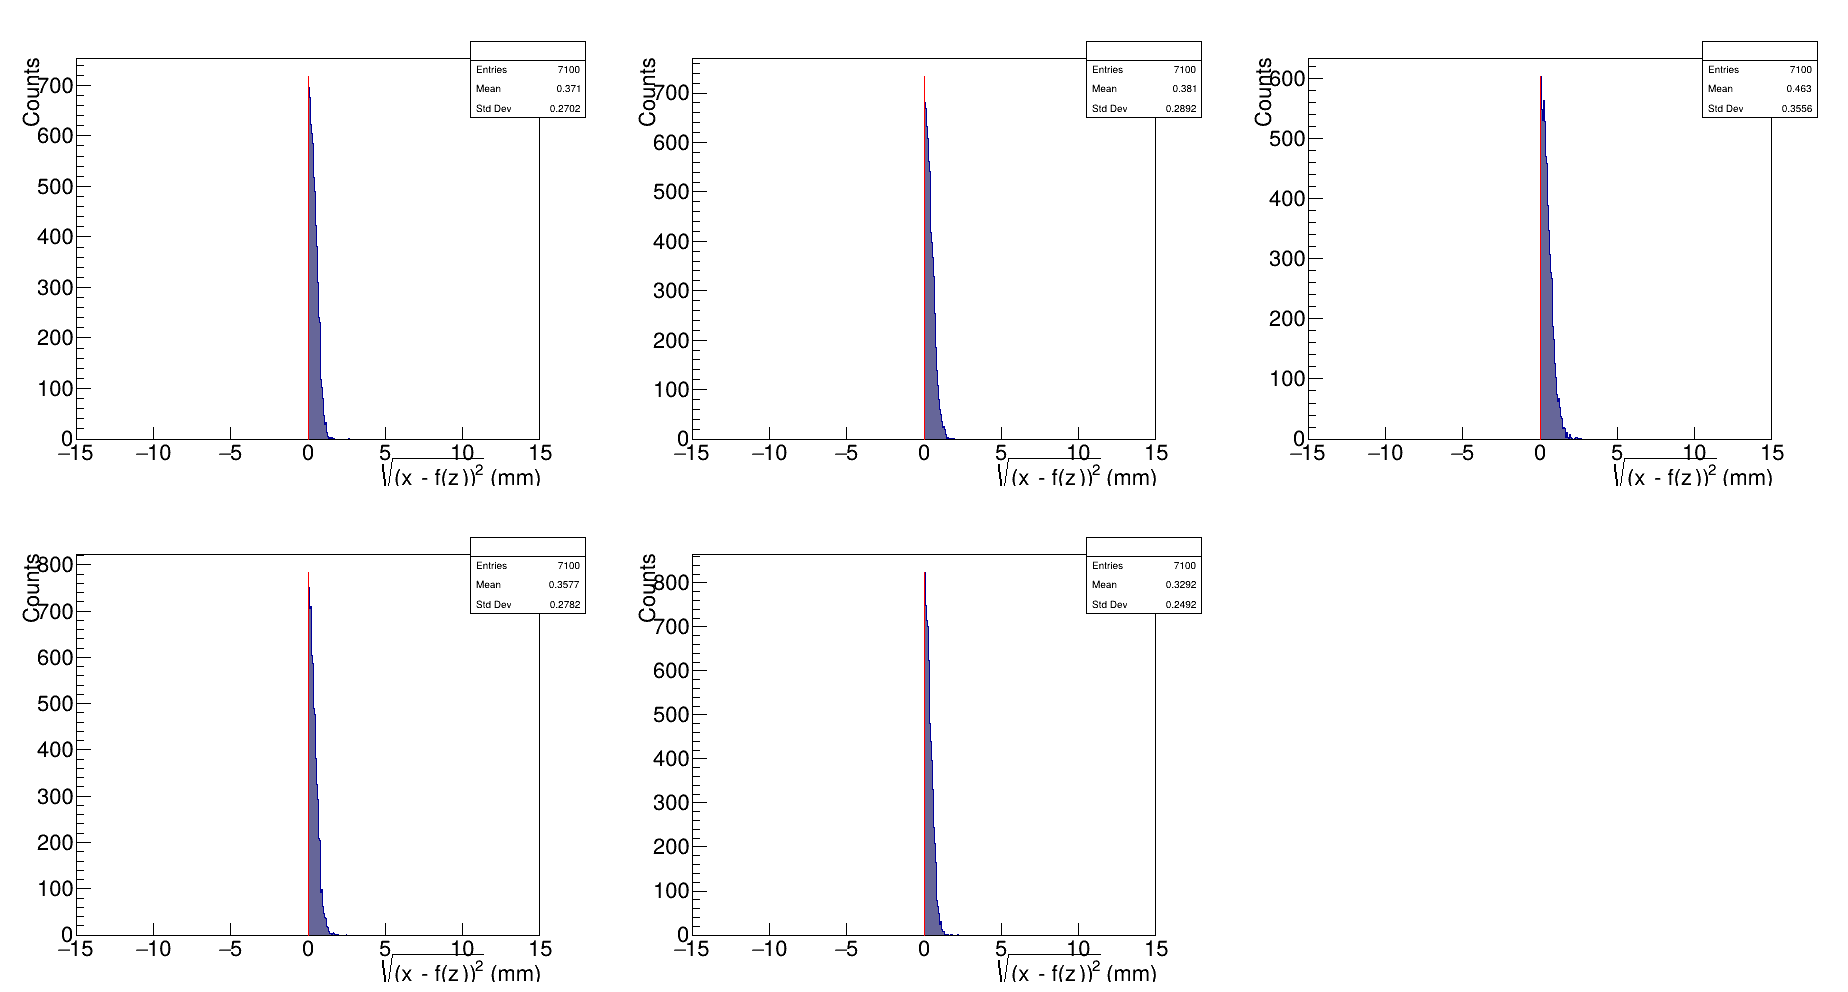 Counts
700
600
500
400
300
200
100
0
−15 −10 −5 0 5 10 15
√(x - f(z))² (mm)
Entries 7100
Mean 0.371
Std Dev 0.2702
Counts
700
600
500
400
300
200
100
0
−15 −10 −5 0 5 10 15
√(x - f(z))² (mm)
Entries 7100
Mean 0.381
Std Dev 0.2892
Counts
600
500
400
300
200
100
0
−15 −10 −5 0 5 10 15
√(x - f(z))² (mm)
Entries 7100
Mean 0.463
Std Dev 0.3556
Counts
800
700
600
500
400
300
200
100
0
−15 −10 −5 0 5 10 15
√(x - f(z))² (mm)
Entries 7100
Mean 0.3577
Std Dev 0.2782
Counts
800
700
600
500
400
300
200
100
0
−15 −10 −5 0 5 10 15
√(x - f(z))² (mm)
Entries 7100
Mean 0.3292
Std Dev 0.2492